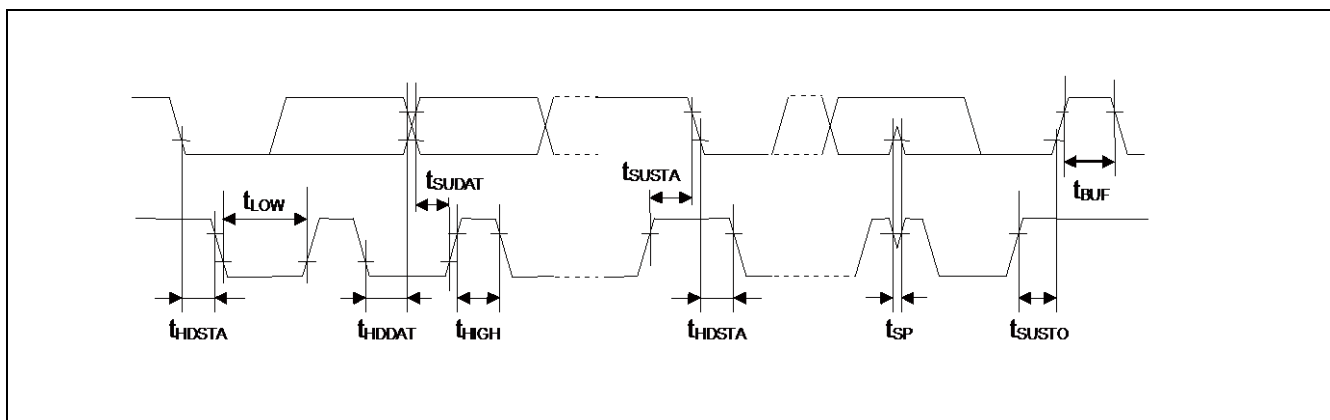 tSUDAT
tSUSTA
tBUF
tLOW
tHDSTA
tHDDAT
tHIGH
tHDSTA
tSP
tSUSTO